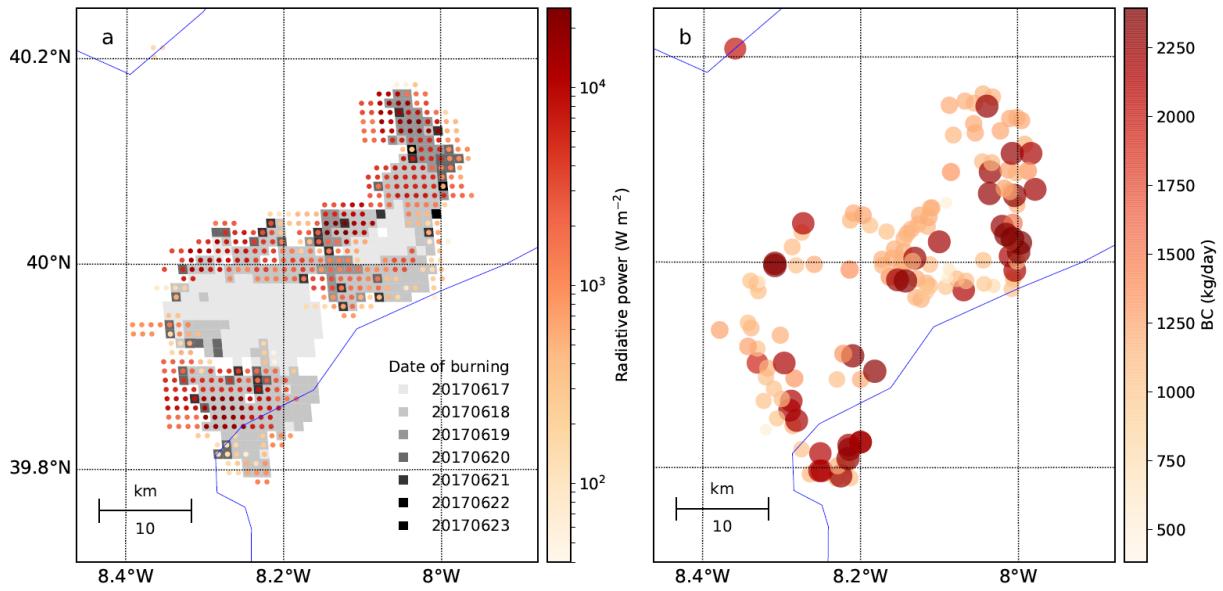 a
40.2°N
40°N
39.8°N
8.4°W
8.2°W
8°W
km
10
Date of burning
20170617
20170618
20170619
20170620
20170621
20170622
20170623
10⁴
10³
10²
Radiative power (W m⁻²)
b
8.4°W
8.2°W
8°W
km
10
2250
2000
1750
1500
1250
1000
750
500
BC (kg/day)